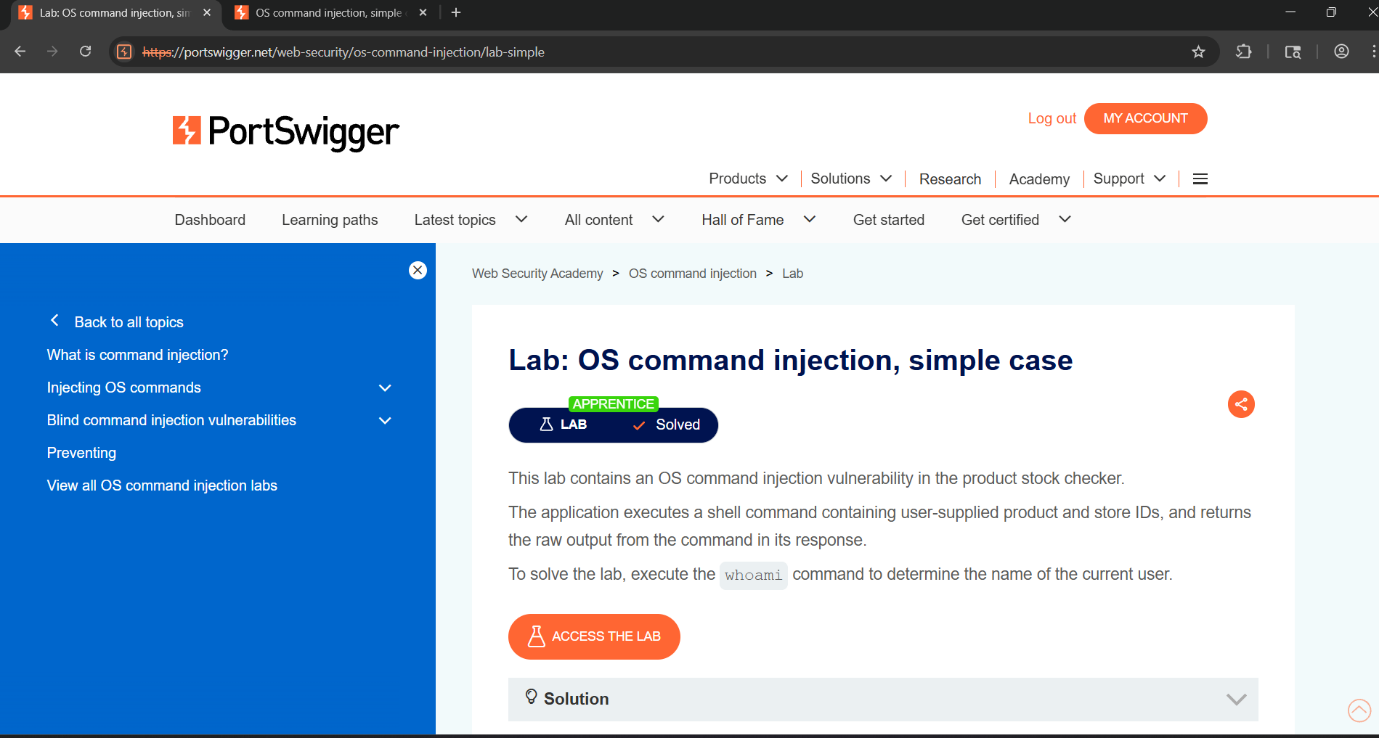 Lab: OS command injection, sim
OS command injection, simple
https://portswigger.net/web-security/os-command-injection/lab-simple
PortSwigger
Log out
MY ACCOUNT
Products
Solutions
Research
Academy
Support
Dashboard
Learning paths
Latest topics
All content
Hall of Fame
Get started
Get certified
Back to all topics
What is command injection?
Injecting OS commands
Blind command injection vulnerabilities
Preventing
View all OS command injection labs
Web Security Academy > OS command injection > Lab
Lab: OS command injection, simple case
APPRENTICE
LAB
Solved
This lab contains an OS command injection vulnerability in the product stock checker.
The application executes a shell command containing user-supplied product and store IDs, and returns
the raw output from the command in its response.
To solve the lab, execute the whoami command to determine the name of the current user.
ACCESS THE LAB
Solution